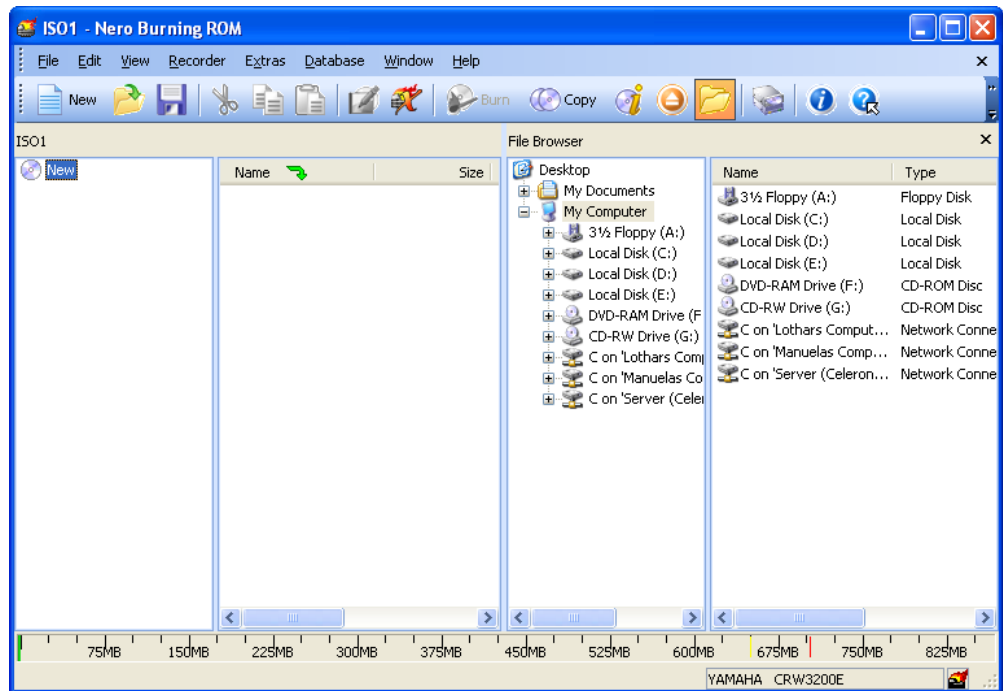 ISO1 - Nero Burning ROM
File Edit View Recorder Extras Database Window Help
New Burn Copy
ISO1
File Browser
New
Name Size
Desktop
My Documents
My Computer
3½ Floppy (A:)
Local Disk (C:)
Local Disk (D:)
Local Disk (E:)
DVD-RAM Drive (F
CD-RW Drive (G:)
C on 'Lothars Comp
C on 'Manuelas Co
C on 'Server (Celer
Name Type
3½ Floppy (A:) Floppy Disk
Local Disk (C:) Local Disk
Local Disk (D:) Local Disk
Local Disk (E:) Local Disk
DVD-RAM Drive (F:) CD-ROM Disc
CD-RW Drive (G:) CD-ROM Disc
C on 'Lothars Comput... Network Conne
C on 'Manuelas Comp... Network Conne
C on 'Server (Celeron... Network Conne
75MB 150MB 225MB 300MB 375MB 450MB 525MB 600MB 675MB 750MB 825MB
YAMAHA CRW3200E